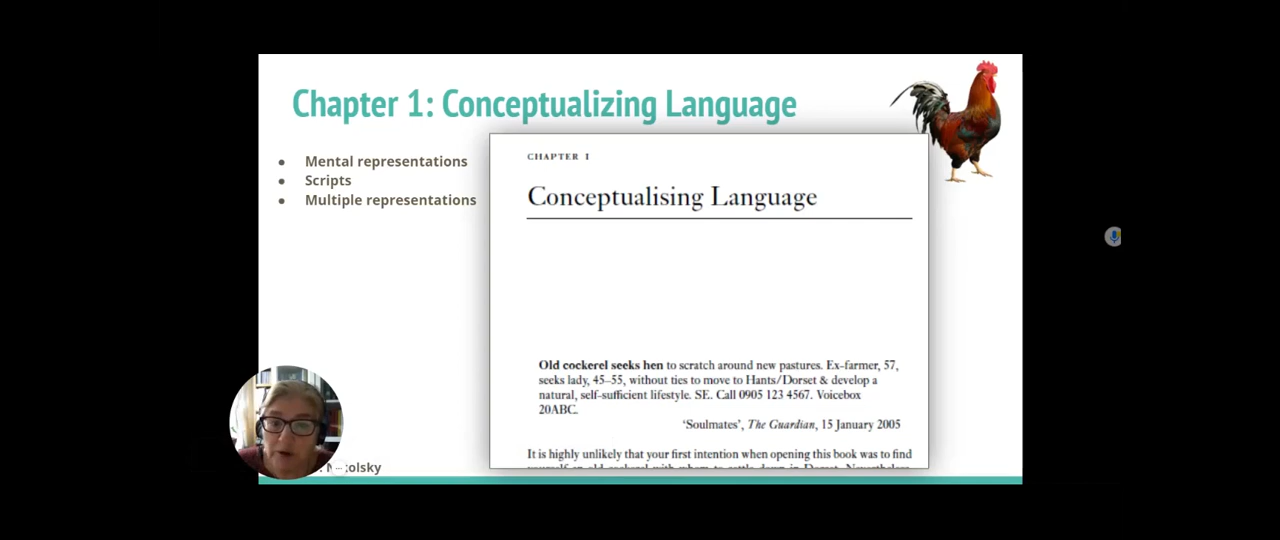 Chapter 1: Conceptualizing Language
● Mental representations
● Scripts
● Multiple representations
CHAPTER 1
Conceptualising Language
Old cockerel seeks hen to scratch around new pastures. Ex-farmer, 57,
seeks lady, 45–55, without ties to move to Hants/Dorset & develop a
natural, self-sufficient lifestyle. SE. Call 0905 123 4567. Voicebox
20ABC.
'Soulmates', The Guardian, 15 January 2005
It is highly unlikely that your first intention when opening this book was to find